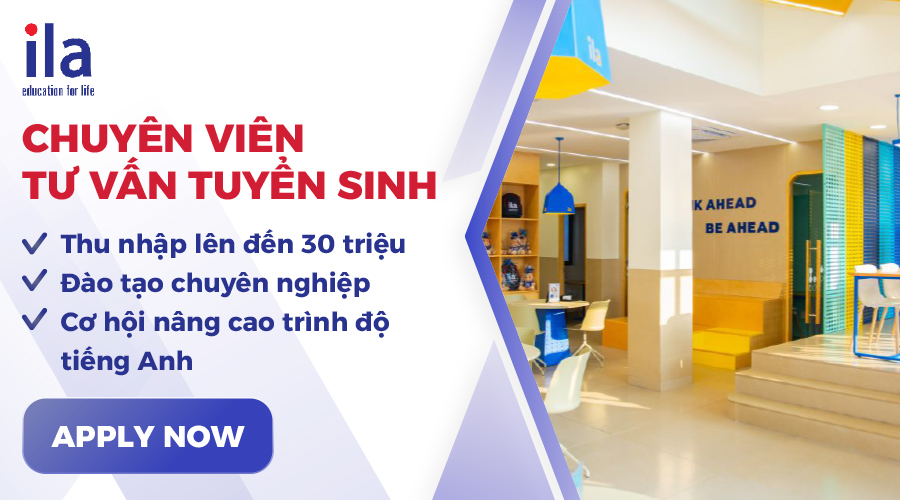 ila
education for life
CHUYÊN VIÊN
TƯ VẤN TUYỂN SINH
Thu nhập lên đến 30 triệu
Đào tạo chuyên nghiệp
Cơ hội nâng cao trình độ
tiếng Anh
APPLY NOW
ila
AHEAD
BE AHEAD